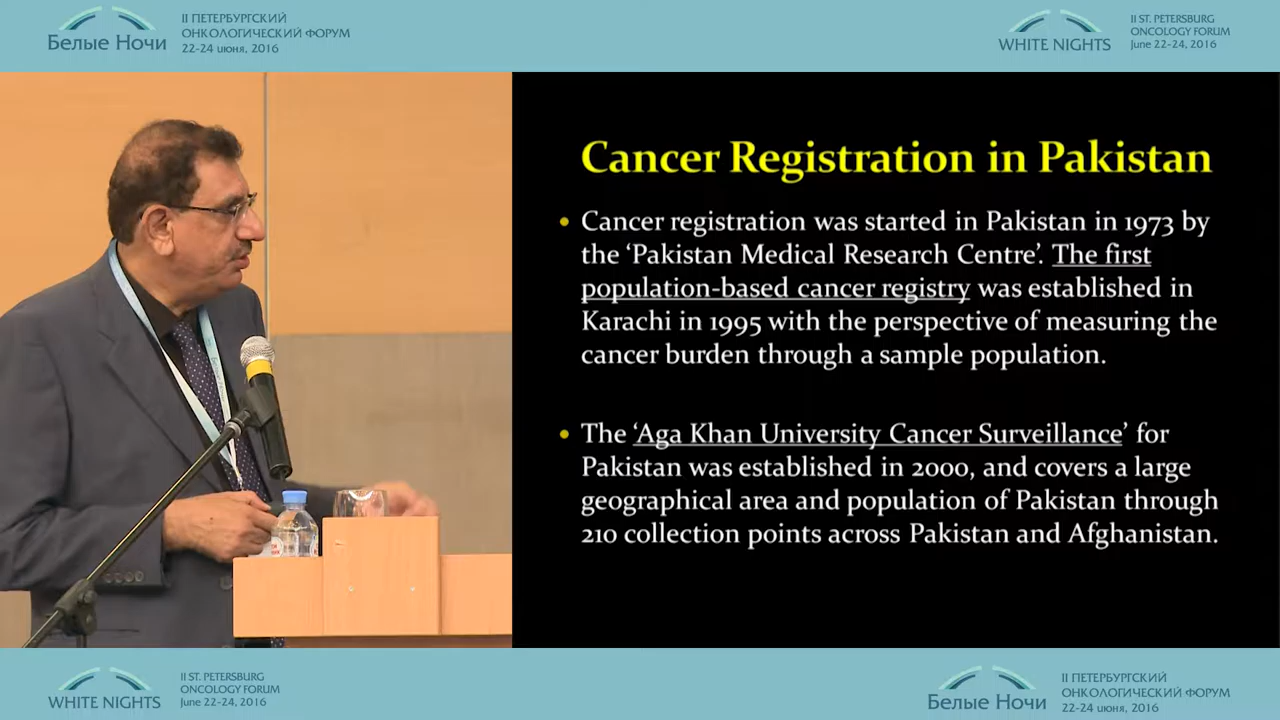 Белые Ночи
II ПЕТЕРБУРГСКИЙ
ОНКОЛОГИЧЕСКИЙ ФОРУМ
22-24 июня, 2016
WHITE NIGHTS
II ST. PETERSBURG
ONCOLOGY FORUM
June 22-24, 2016
Cancer Registration in Pakistan
• Cancer registration was started in Pakistan in 1973 by
the ‘Pakistan Medical Research Centre’. The first
population-based cancer registry was established in
Karachi in 1995 with the perspective of measuring the
cancer burden through a sample population.
• The ‘Aga Khan University Cancer Surveillance’ for
Pakistan was established in 2000, and covers a large
geographical area and population of Pakistan through
210 collection points across Pakistan and Afghanistan.
WHITE NIGHTS
II ST. PETERSBURG
ONCOLOGY FORUM
June 22-24, 2016
Белые Ночи
II ПЕТЕРБУРГСКИЙ
ОНКОЛОГИЧЕСКИЙ ФОРУМ
22-24 июня, 2016